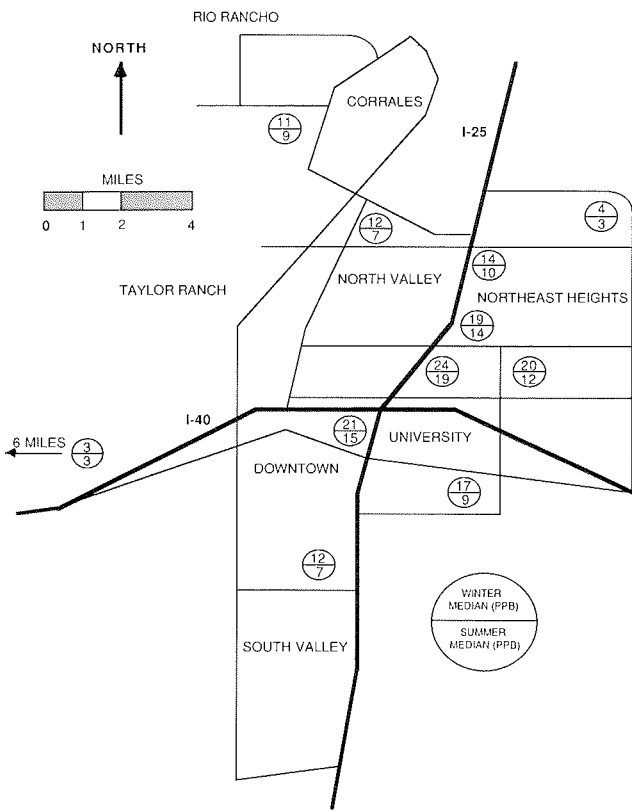 RIO RANCHO
NORTH
CORRALES
I-25
11
9
MILES
0 1 2 4
4
3
12
7
14
10
NORTH VALLEY
TAYLOR RANCH
NORTHEAST HEIGHTS
19
14
24
19
20
12
I-40
21
15
UNIVERSITY
6 MILES
3
3
DOWNTOWN
17
9
12
7
WINTER
MEDIAN (PPB)
SUMMER
MEDIAN (PPB)
SOUTH VALLEY